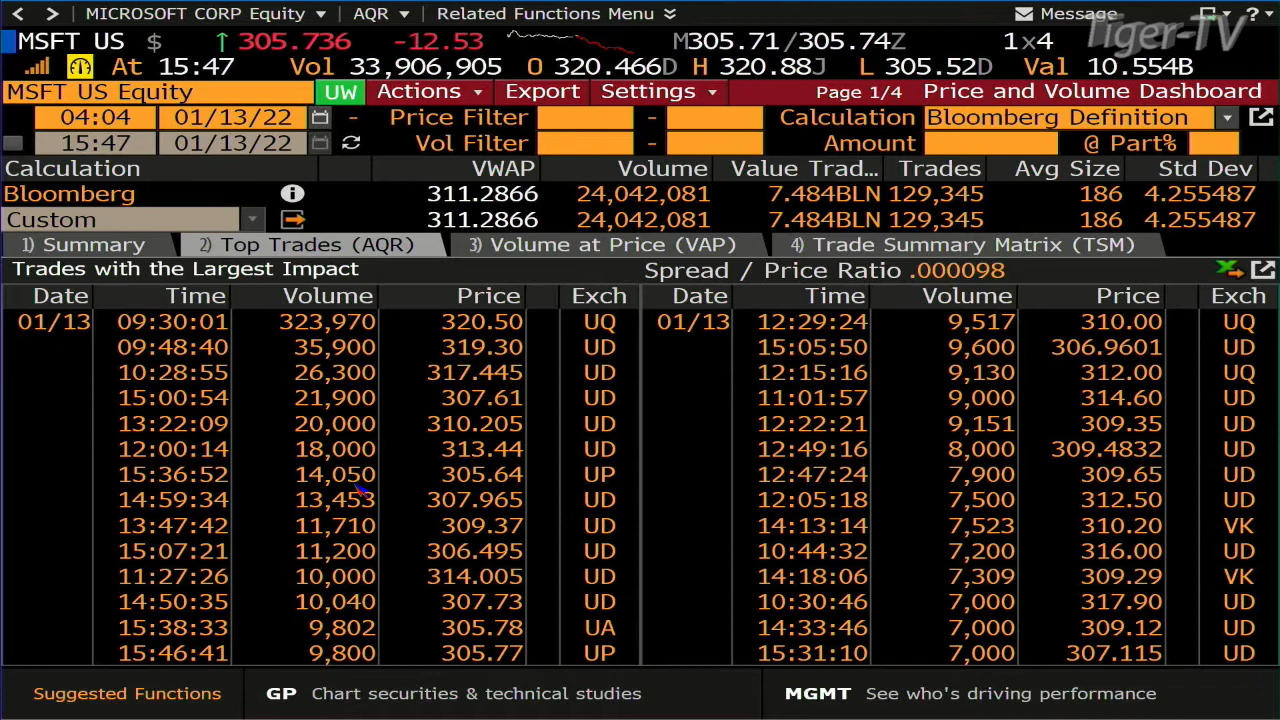 < > MICROSOFT CORP Equity ▾ AQR ▾ Related Functions Menu Message ? Tiger-TV
MSFT US $ ↑ 305.736 -12.53 M305.71/305.74Z 1x4
At 15:47 Vol 33,906,905 O 320.466D H 320.88J L 305.52D Val 10.554B
MSFT US Equity UW Actions Export Settings Page 1/4 Price and Volume Dashboard
04:04 01/13/22 - Price Filter - Calculation Bloomberg Definition
15:47 01/13/22 Vol Filter - Amount @ Part%
Calculation VWAP Volume Value Trad... Trades Avg Size Std Dev
Bloomberg 311.2866 24,042,081 7.484BLN 129,345 186 4.255487
Custom 311.2866 24,042,081 7.484BLN 129,345 186 4.255487
1) Summary 2) Top Trades (AQR) 3) Volume at Price (VAP) 4) Trade Summary Matrix (TSM)
Trades with the Largest Impact Spread / Price Ratio .000098
Date Time Volume Price Exch Date Time Volume Price Exch
01/13 09:30:01 323,970 320.50 UQ 01/13 12:29:24 9,517 310.00 UQ
09:48:40 35,900 319.30 UD 15:05:50 9,600 306.9601 UD
10:28:55 26,300 317.445 UD 12:15:16 9,130 312.00 UQ
15:00:54 21,900 307.61 UD 11:01:57 9,000 314.60 UD
13:22:09 20,000 310.205 UD 12:22:21 9,151 309.35 UD
12:00:14 18,000 313.44 UD 12:49:16 8,000 309.4832 UD
15:36:52 14,050 305.64 UP 12:47:24 7,900 309.65 UD
14:59:34 13,453 307.965 UD 12:05:18 7,500 312.50 UD
13:47:42 11,710 309.37 UD 14:13:14 7,523 310.20 VK
15:07:21 11,200 306.495 UD 10:44:32 7,200 316.00 UD
11:27:26 10,000 314.005 UD 14:18:06 7,309 309.29 VK
14:50:35 10,040 307.73 UD 10:30:46 7,000 317.90 UD
15:38:33 9,802 305.78 UA 14:33:46 7,000 309.12 UD
15:46:41 9,800 305.77 UP 15:31:10 7,000 307.115 UD
Suggested Functions GP Chart securities & technical studies MGMT See who's driving performance